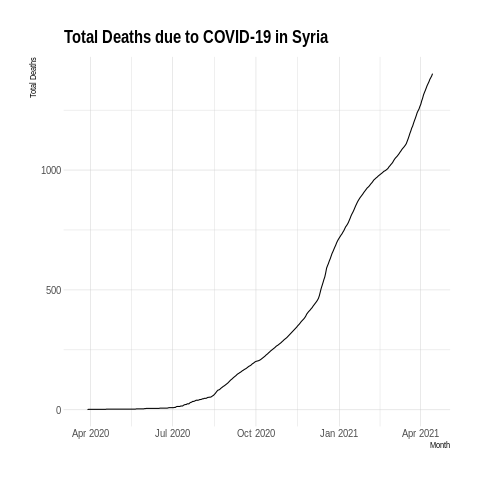 Total Deaths due to COVID-19 in Syria
Total Deaths
1000
500
0
Apr 2020 Jul 2020 Oct 2020 Jan 2021 Apr 2021
Month